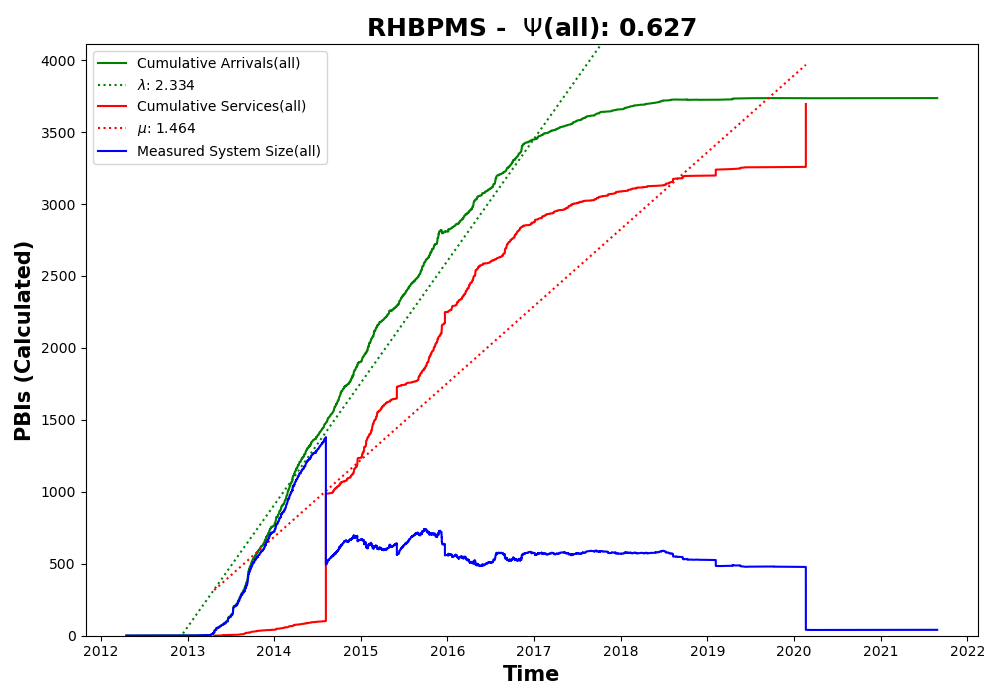 RHBPMS -  Ψ(all): 0.627
Cumulative Arrivals(all)
λ: 2.334
Cumulative Services(all)
μ: 1.464
Measured System Size(all)
PBIs (Calculated)
4000
3500
3000
2500
2000
1500
1000
500
0
2012 2013 2014 2015 2016 2017 2018 2019 2020 2021 2022
Time